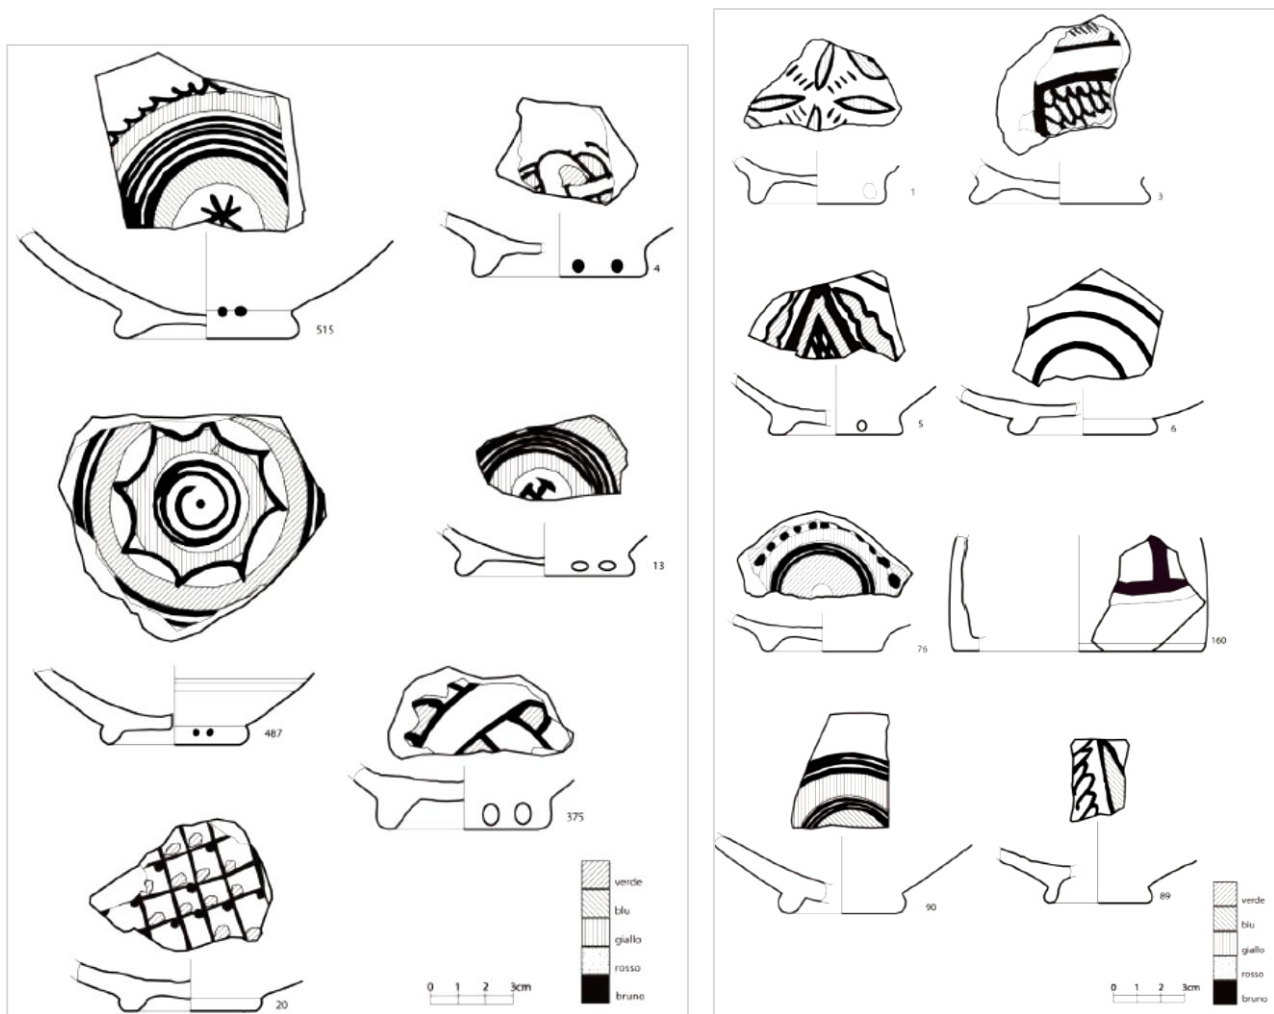 515
4
487
13
375
20
verde
blu
giallo
rosso
bruno
0 1 2 3cm
1
3
5
6
76
160
90
89
verde
blu
giallo
rosso
bruno
0 1 2 3cm